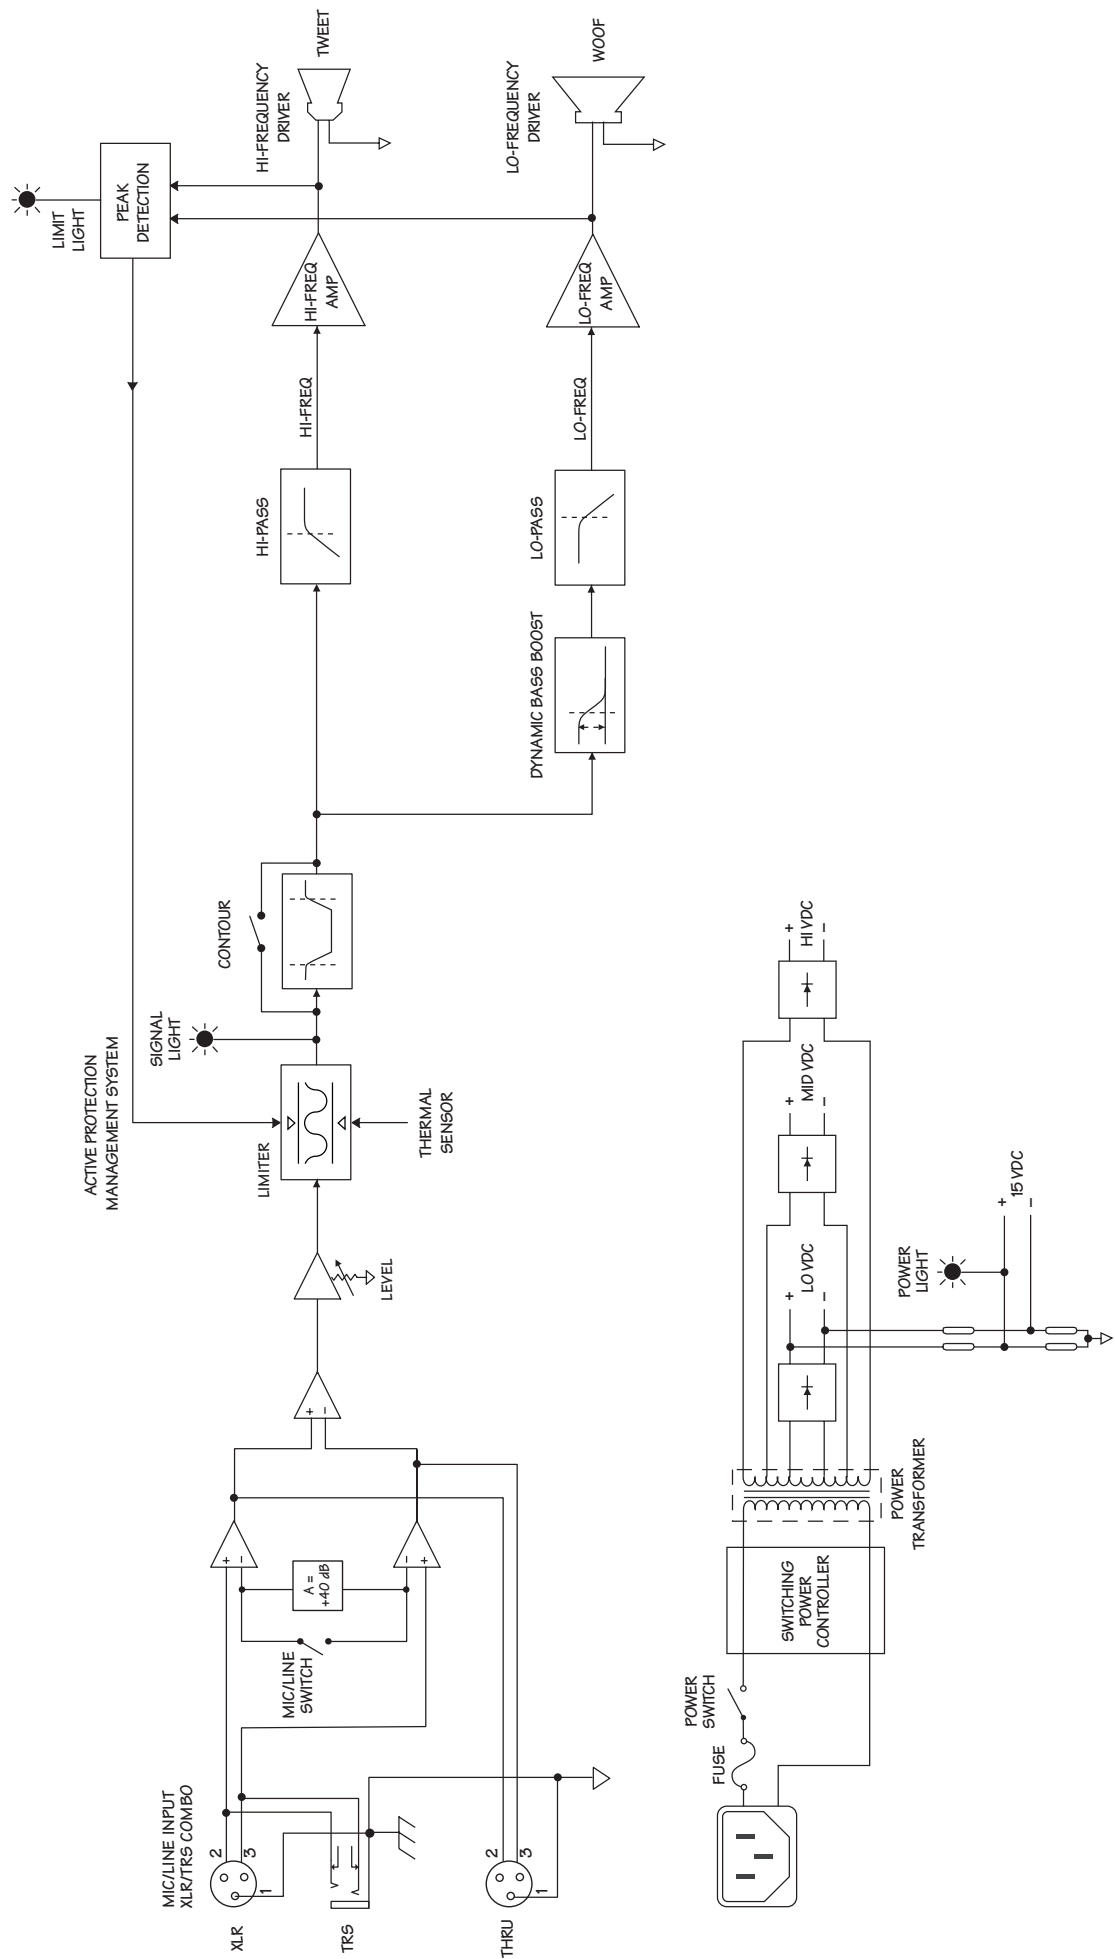 MIC/LINE INPUT
XLR/TRS COMBO
XLR
2
3
1
TRS
THRU
2
3
1
MIC/LINE
SWITCH
+
−
A =
+40 dB
−
+
+
−
LEVEL
ACTIVE PROTECTION
MANAGEMENT SYSTEM
LIMITER
THERMAL
SENSOR
SIGNAL
LIGHT
CONTOUR
HI-PASS
HI-FREQ
HI-FREQ
AMP
DYNAMIC BASS BOOST
LO-PASS
LO-FREQ
LO-FREQ
AMP
LIMIT
LIGHT
PEAK
DETECTION
HI-FREQUENCY
DRIVER
TWEET
LO-FREQUENCY
DRIVER
WOOF
FUSE
POWER
SWITCH
SWITCHING
POWER
CONTROLLER
POWER
TRANSFORMER
+
LO VDC
−
+
MID VDC
−
+
HI VDC
−
POWER
LIGHT
+
15 VDC
−